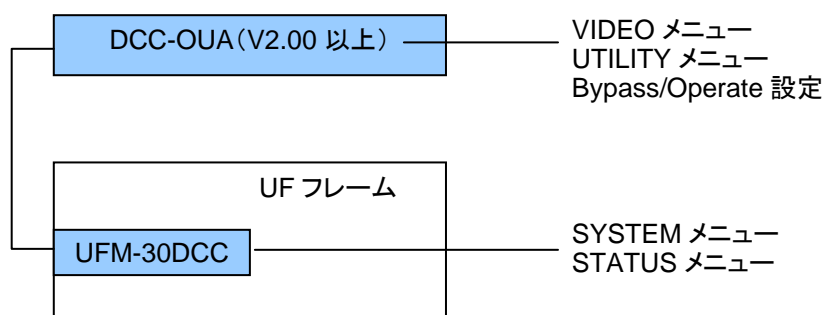 DCC-OUA（V2.00 以上）
VIDEO メニュー
UTILITY メニュー
Bypass/Operate 設定
UF フレーム
UFM-30DCC
SYSTEM メニュー
STATUS メニュー